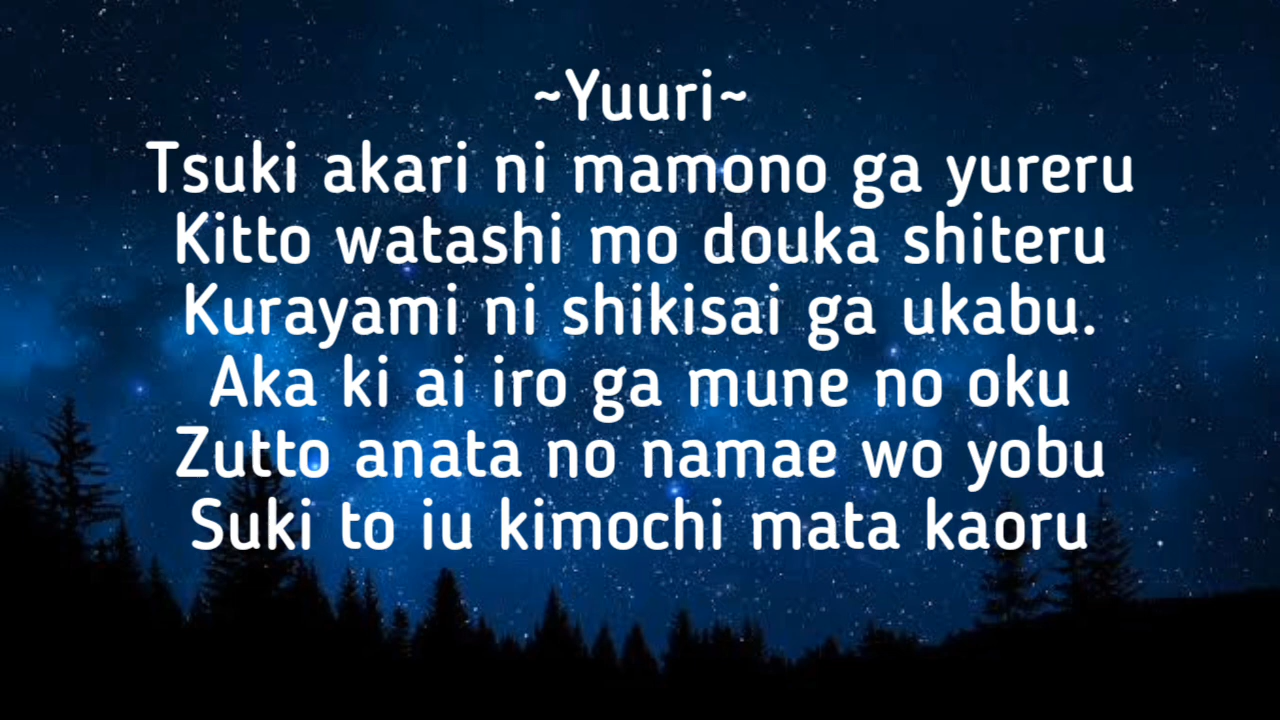 ~Yuuri~
Tsuki akari ni mamono ga yureru
Kitto watashi mo douka shiteru
Kurayami ni shikisai ga ukabu.
Aka ki ai iro ga mune no oku
Zutto anata no namae wo yobu
Suki to iu kimochi mata kaoru